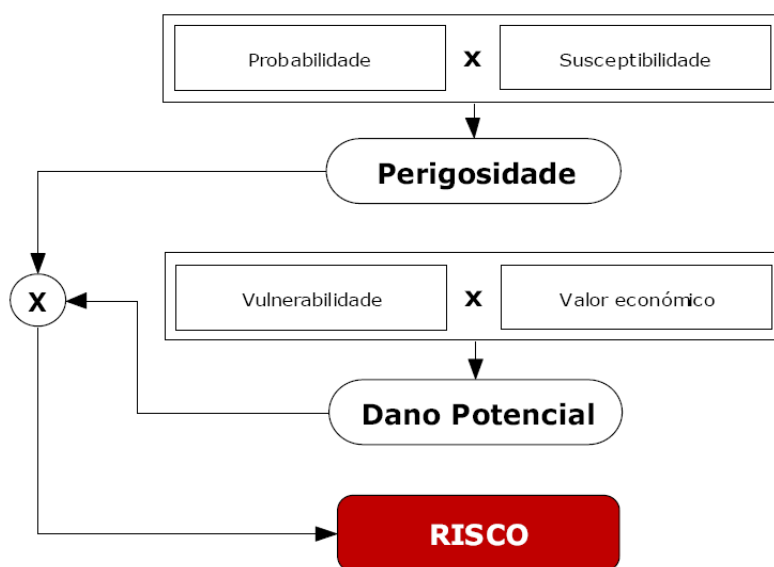 Probabilidade x Susceptibilidade
Perigosidade
X
Vulnerabilidade x Valor económico
Dano Potencial
RISCO